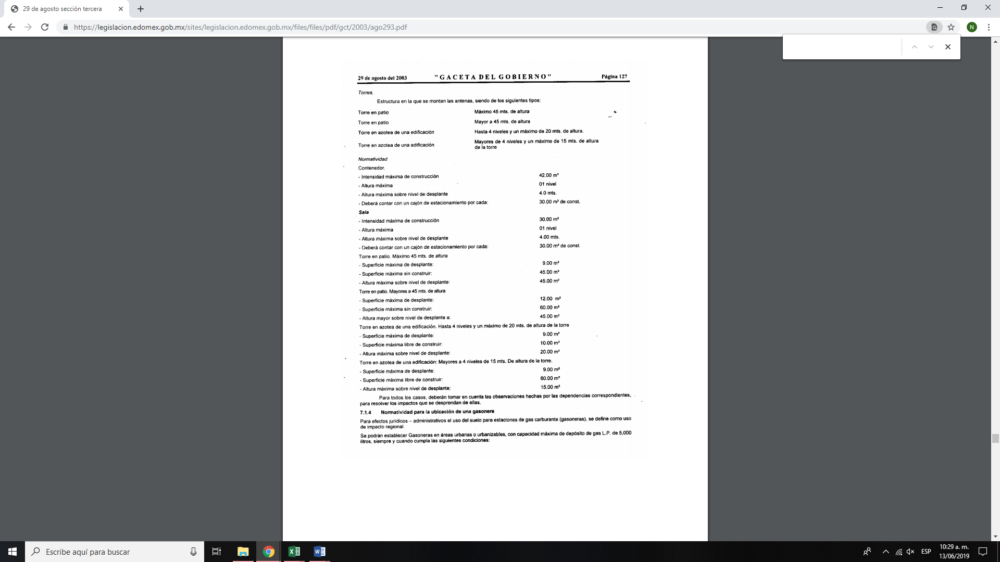 29 de agosto sección tercera
https://legislacion.edomex.gob.mx/sites/legislacion.edomex.gob.mx/files/files/pdf/gct/2003/ago293.pdf
N
29 de agosto del 2003 "GACETA DEL GOBIERNO" Página 127
Torres.
Estructura en la que se montan las antenas, siendo de los siguientes tipos:
Torre en patio Máximo 45 mts. de altura
Torre en patio Mayor a 45 mts. de altura
Torre en azotea de una edificación Hasta 4 niveles y un máximo de 20 mts. de altura.
Torre en azotea de una edificación Mayores de 4 niveles y un máximo de 15 mts. de altura
de la torre
Normatividad
Contenedor.
- Intensidad máxima de construcción 42.00 m²
- Altura máxima 01 nivel
- Altura máxima sobre nivel de desplante 4.0 mts.
- Deberá contar con un cajón de estacionamiento por cada: 30.00 m² de const.
Sala
- Intensidad máxima de construcción 30.00 m²
- Altura máxima 01 nivel
- Altura máxima sobre nivel de desplante 4.00 mts.
- Deberá contar con un cajón de estacionamiento por cada: 30.00 m² de const.
Torre en patio. Máximo 45 mts. de altura
- Superficie máxima de desplante: 9.00 m²
- Superficie máxima sin construir: 45.00 m²
- Altura máxima sobre nivel de desplante: 45.00 m²
Torre en patio. Mayores a 45 mts. de altura
- Superficie máxima de desplante: 12.00 m²
- Superficie máxima sin construir: 60.00 m²
- Altura mayor sobre nivel de desplante a: 45.00 m²
Torre en azotea de una edificación. Hasta 4 niveles y un máximo de 20 mts. de altura de la torre
- Superficie máxima de desplante: 9.00 m²
- Superficie máxima libre de construir: 10.00 m²
- Altura máxima sobre nivel de desplante: 20.00 m²
Torre en azotea de una edificación: Mayores a 4 niveles de 15 mts. De altura de la torre.
- Superficie máxima de desplante: 9.00 m²
- Superficie máxima libre de construir: 60.00 m²
- Altura máxima sobre nivel de desplante: 15.00 m²
Para todos los casos, deberán tomar en cuenta las observaciones hechas por las dependencias correspondientes,
para resolver los impactos que se desprendan de ellas.
7.1.4 Normatividad para la ubicación de una gasonera
Para efectos jurídicos – administrativos el uso del suelo para estaciones de gas carburante (gasoneras), se define como uso
de impacto regional.
Se podrán establecer Gasoneras en áreas urbanas o urbanizables, con capacidad máxima de depósito de gas L.P. de 5,000
litros, siempre y cuando cumpla las siguientes condiciones:
Escribe aquí para buscar
ESP
10:29 a. m.
13/06/2019